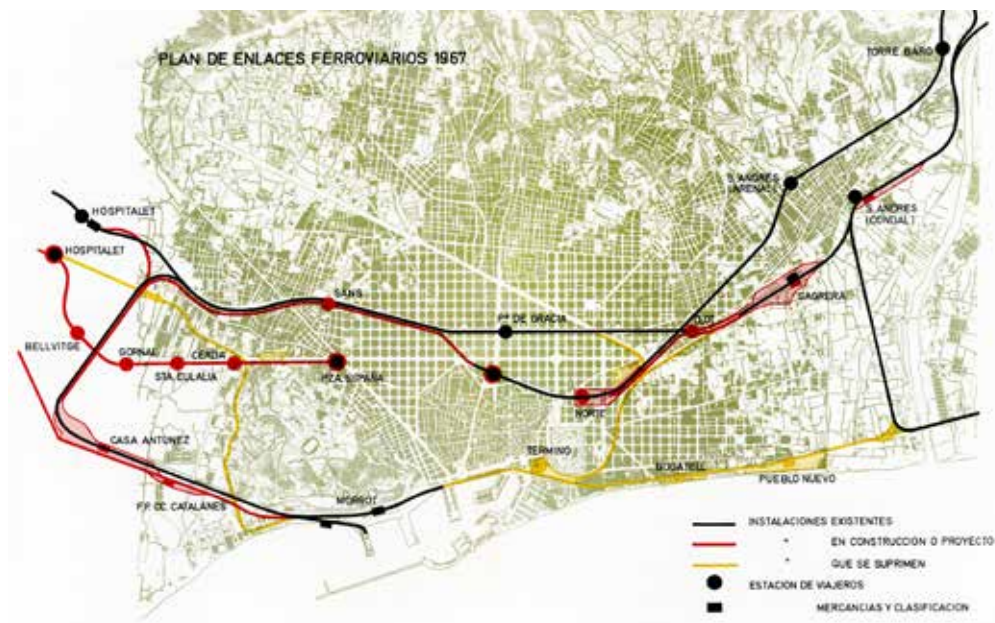 PLAN DE ENLACES FERROVIARIOS 1967
TORRE BARO
S. ANDRES
(ARENAL)
S. ANDRES
(CONDAL)
HOSPITALET
HOSPITALET
SAGRERA
SANS
Pº DE GRACIA
CLOT
BELLVITGE
GORNAL
CERDA
STA. EULALIA
PZA. ESPAÑA
NORTE
CASA ANTUNEZ
TERMINO
BOGATELL
PUEBLO NUEVO
MORROT
F.F. CC. CATALANES
INSTALACIONES EXISTENTES
" EN CONSTRUCCION O PROYECTO
" QUE SE SUPRIMEN
ESTACION DE VIAJEROS
MERCANCIAS Y CLASIFICACION